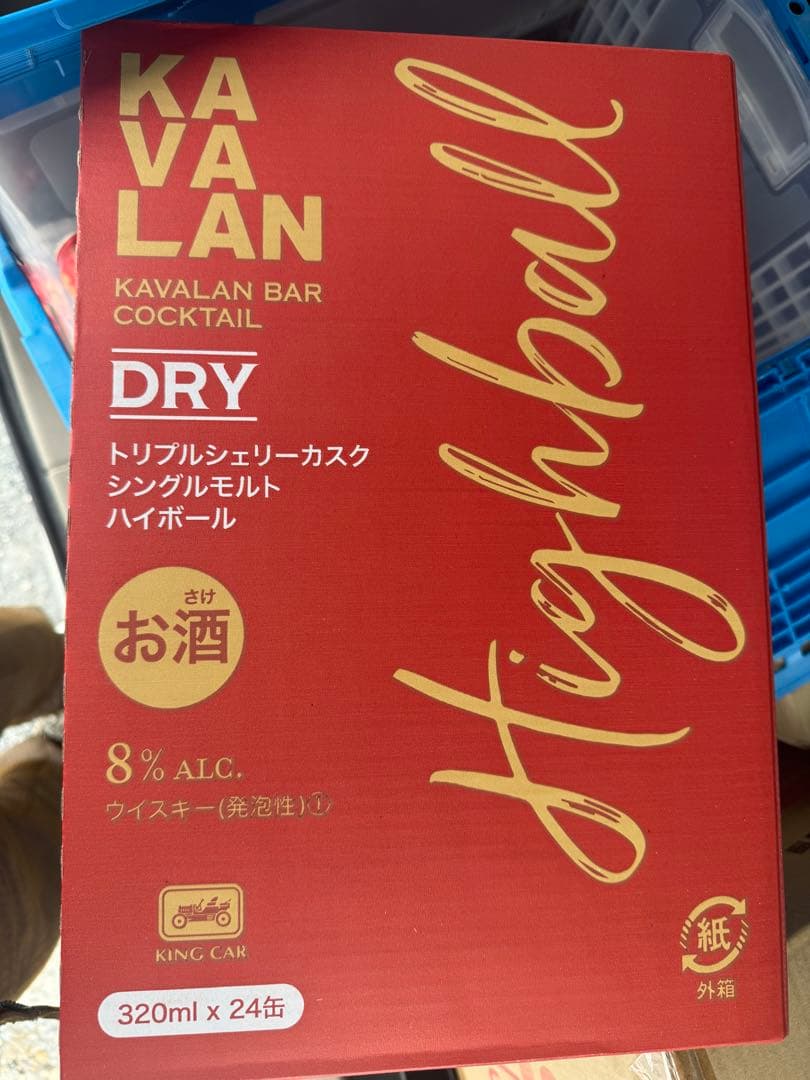 KA
VA
LAN
KAVALAN BAR
COCKTAIL
DRY
トリプルシェリーカスク
シングルモルト
ハイボール
さけ
お酒
8% ALC.
ウイスキー(発泡性)①
KING CAR
320ml x 24缶
Highball
紙
外箱